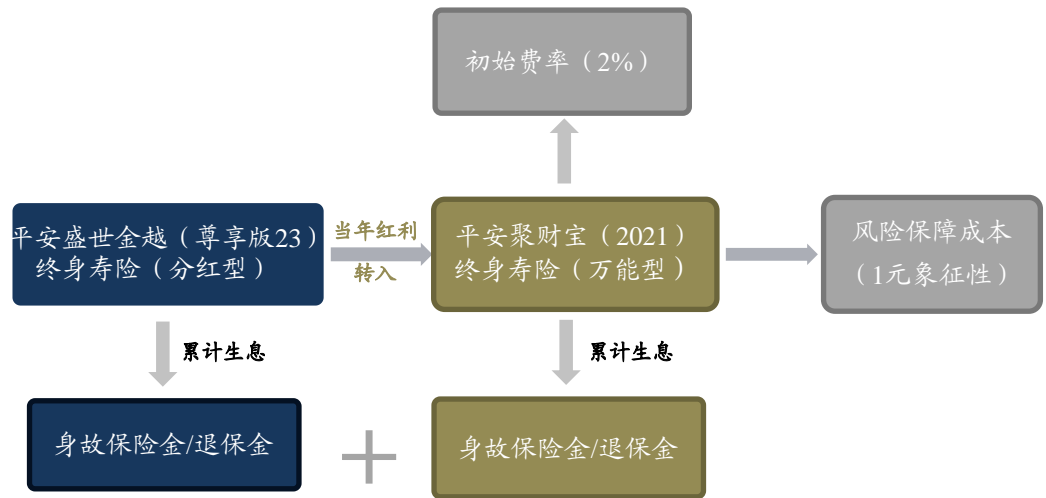 初始费率（2%）
平安盛世金越（尊享版23）
终身寿险（分红型）
当年红利
转入
平安聚财宝（2021）
终身寿险（万能型）
风险保障成本
（1元象征性）
累计生息
累计生息
身故保险金/退保金
身故保险金/退保金